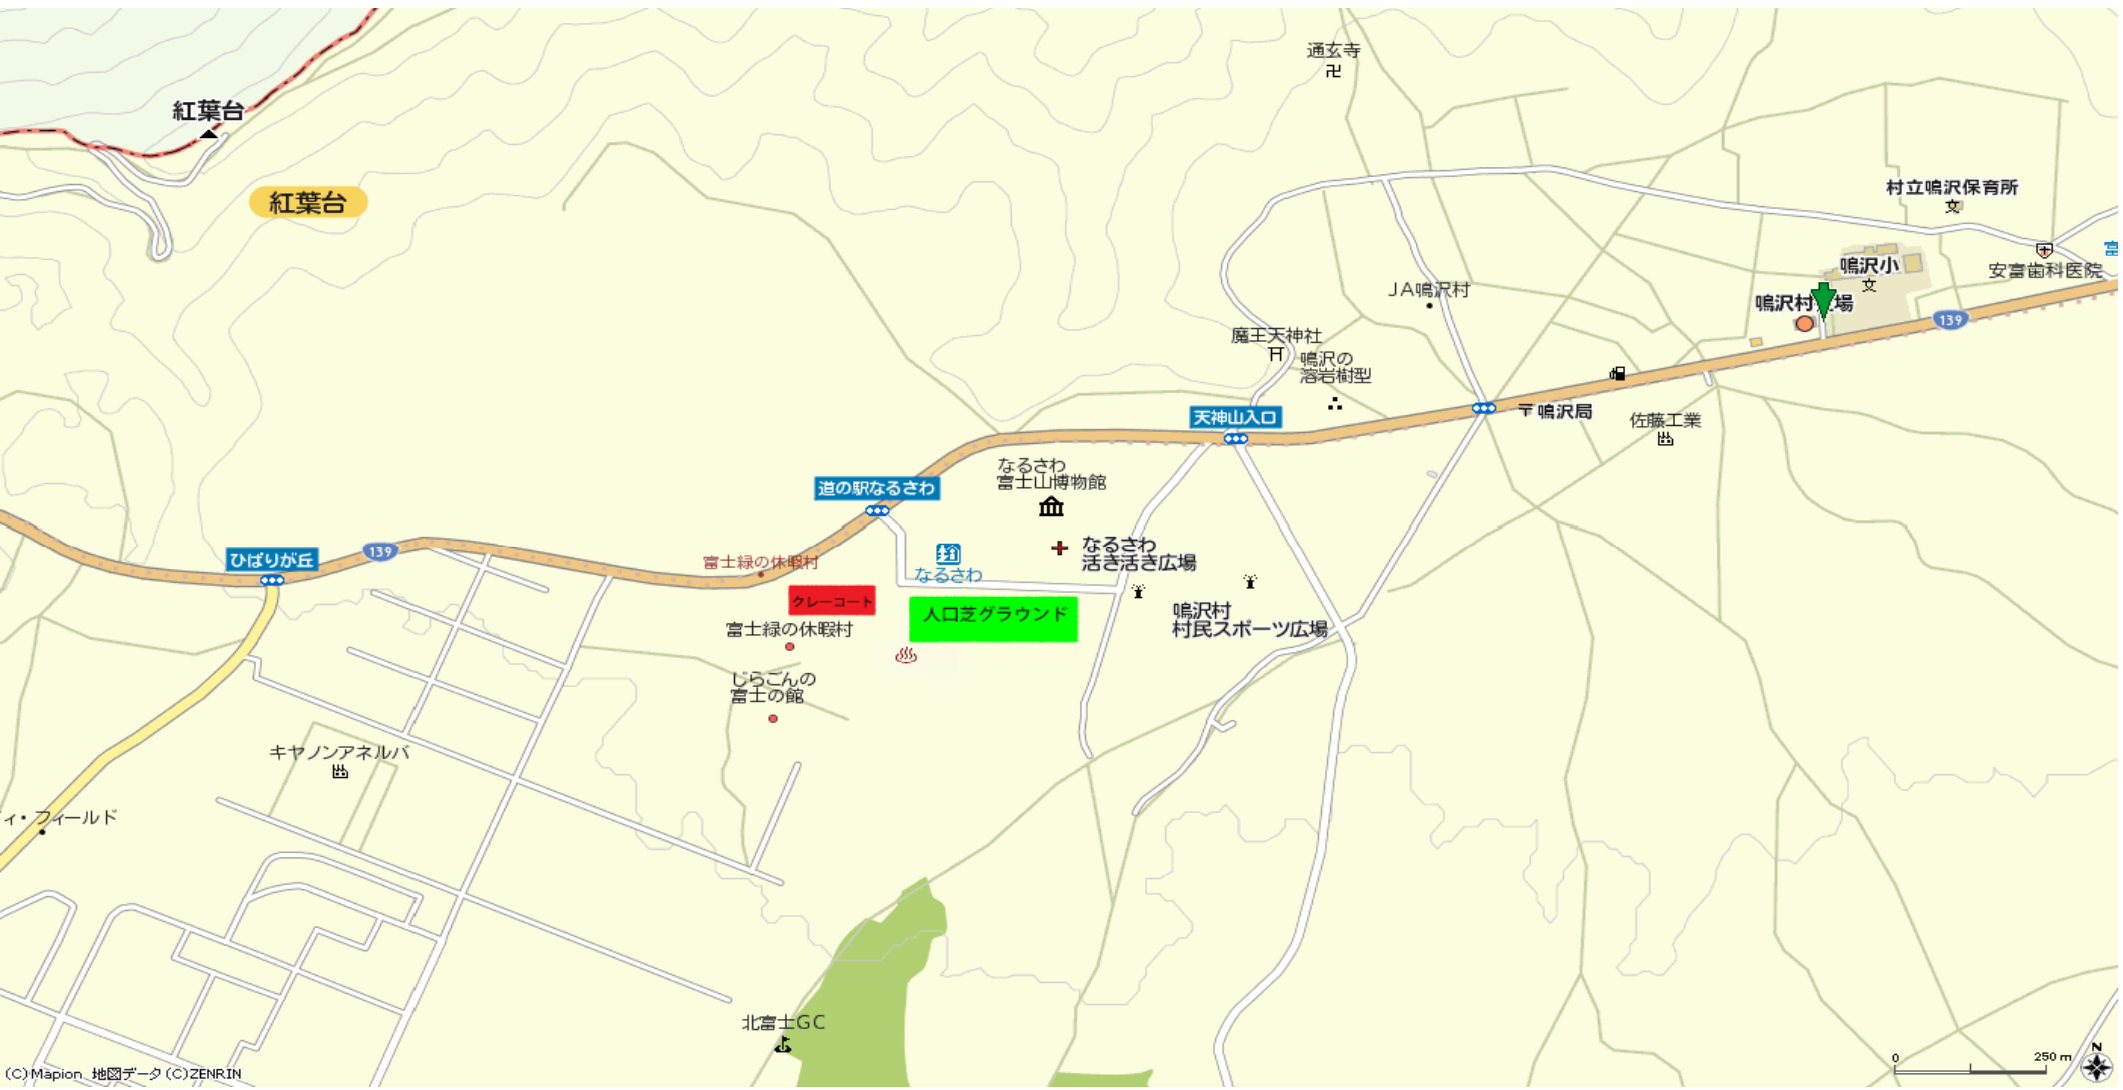 通玄寺
紅葉台
紅葉台
村立鳴沢保育所
文
安富歯科医院
富
鳴沢小
文
鳴沢村
場
139
JA鳴沢村
魔王天神社
鳴沢の
溶岩樹型
天神山入口
〒鳴沢局
佐藤工業
なるさわ
富士山博物館
道の駅なるさわ
139
ひばりが丘
富士緑の休暇村
なるさわ
なるさわ
活き活き広場
クレーコート
人口芝グラウンド
鳴沢村
村民スポーツ広場
富士緑の休暇村
じらごんの
富士の館
キヤノンアネルバ
ィ・フィールド
北富士GC
0
250 m
N
(C)Mapion 地図データ(C)ZENRIN